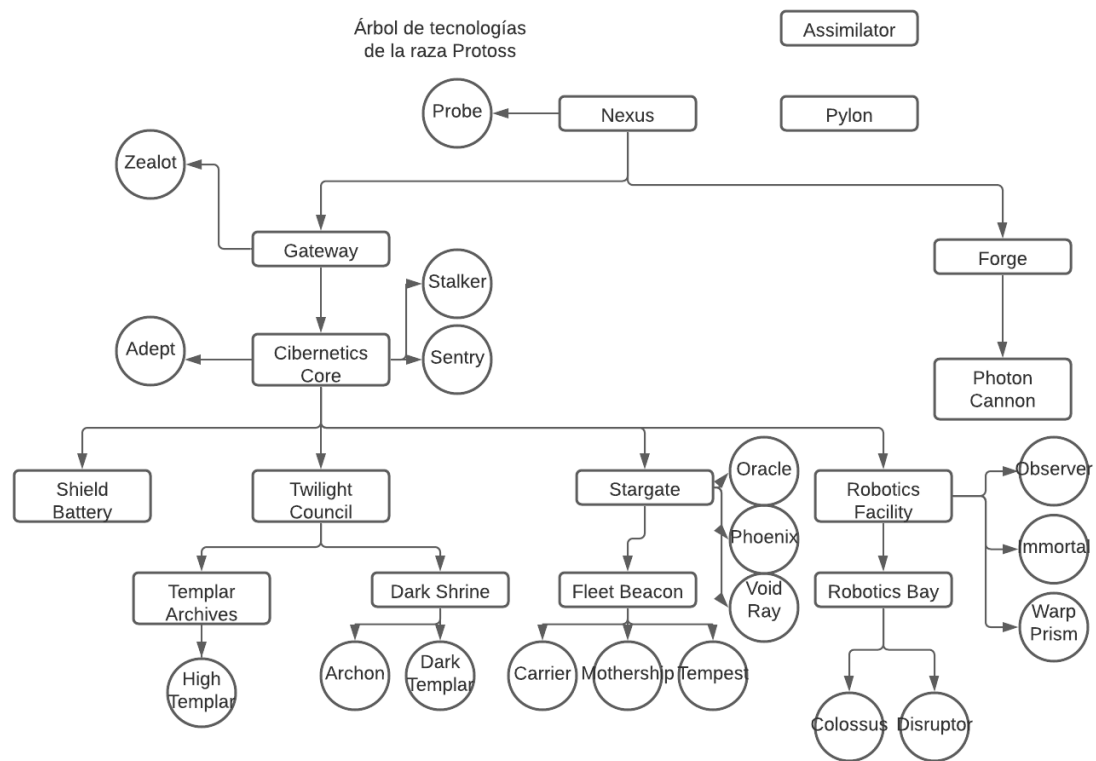 Árbol de tecnologías
de la raza Protoss
Assimilator
Probe
Nexus
Pylon
Zealot
Gateway
Forge
Stalker
Adept
Cibernetics
Core
Sentry
Photon
Cannon
Shield
Battery
Twilight
Council
Stargate
Oracle
Phoenix
Void
Ray
Robotics
Facility
Observer
Immortal
Warp
Prism
Templar
Archives
Dark Shrine
Fleet Beacon
Robotics Bay
High
Templar
Archon
Dark
Templar
Carrier
Mothership
Tempest
Colossus
Disruptor